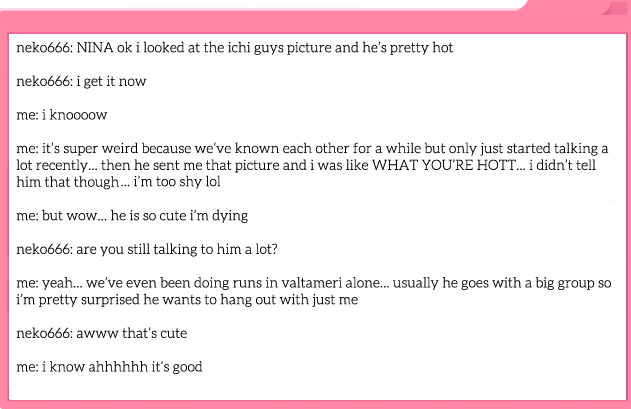 neko666: NINA ok i looked at the ichi guys picture and he's pretty hot
neko666: i get it now
me: i knoooow
me: it's super weird because we've known each other for a while but only just started talking a
lot recently... then he sent me that picture and i was like WHAT YOU'RE HOTT... i didn't tell
him that though... i'm too shy lol
me: but wow... he is so cute i'm dying
neko666: are you still talking to him a lot?
me: yeah... we've even been doing runs in valtameri alone... usually he goes with a big group so
i'm pretty surprised he wants to hang out with just me
neko666: awww that's cute
me: i know ahhhhhh it's good